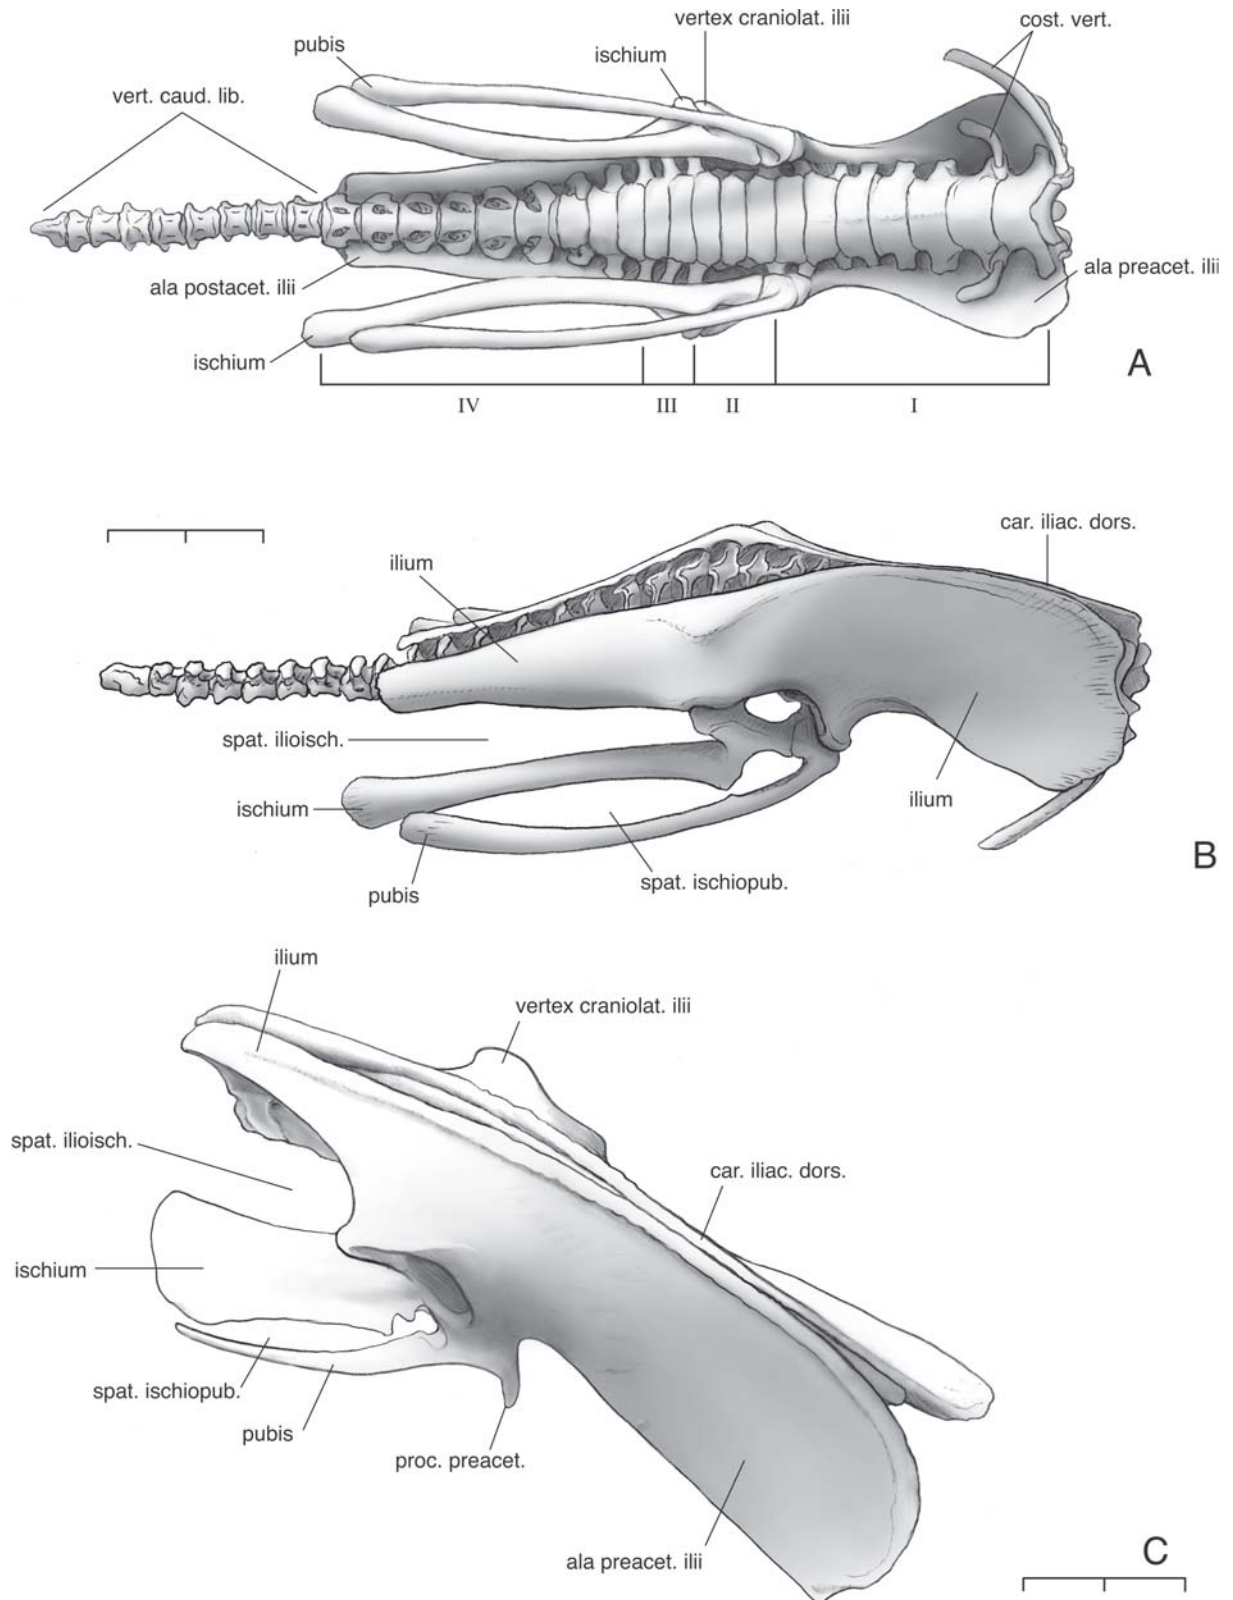 vertex craniolat. ilii
cost. vert.
pubis
ischium
vert. caud. lib.
ala postacet. ilii
ala preacet. ilii
ischium
A
IV III II I
car. iliac. dors.
ilium
spat. ilioisch.
ischium
ilium
B
spat. ischiopub.
pubis
ilium
vertex craniolat. ilii
spat. ilioisch.
car. iliac. dors.
ischium
spat. ischiopub.
pubis
proc. preacet.
C
ala preacet. ilii